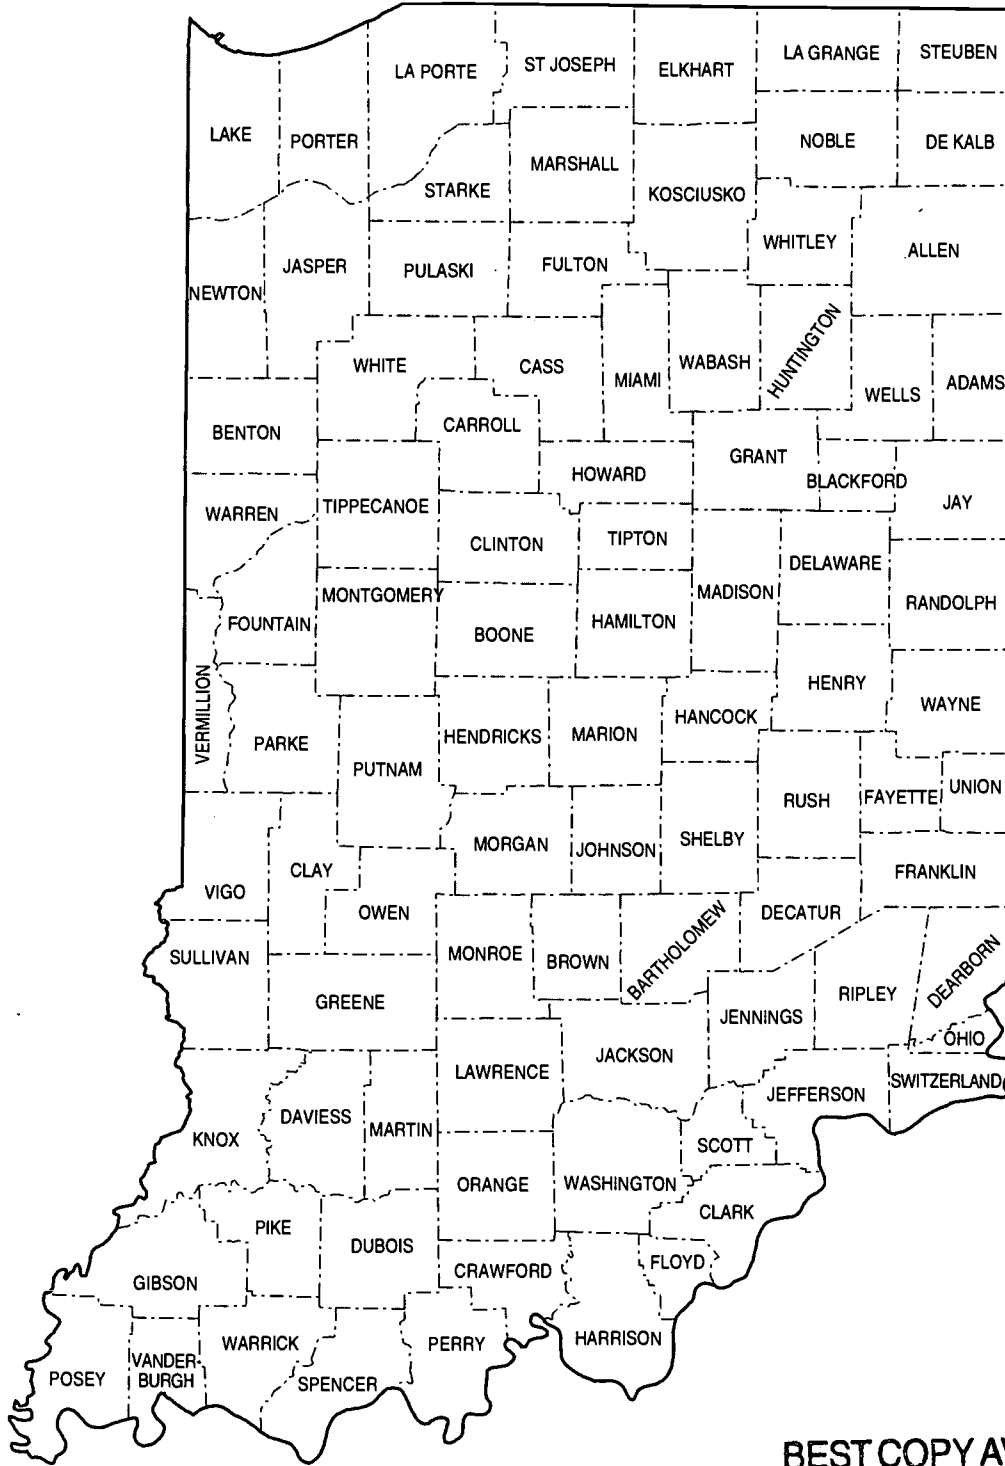 LA PORTE
ST JOSEPH
ELKHART
LA GRANGE
STEUBEN
LAKE
PORTER
STARKE
MARSHALL
KOSCIUSKO
NOBLE
DE KALB
NEWTON
JASPER
PULASKI
FULTON
WHITLEY
ALLEN
WHITE
CASS
MIAMI
WABASH
HUNTINGTON
WELLS
ADAMS
BENTON
CARROLL
HOWARD
GRANT
BLACKFORD
JAY
WARREN
TIPPECANOE
CLINTON
TIPTON
MADISON
DELAWARE
RANDOLPH
FOUNTAIN
MONTGOMERY
BOONE
HAMILTON
HENRY
WAYNE
VERMILLION
PARKE
PUTNAM
HENDRICKS
MARION
HANCOCK
RUSH
FAYETTE
UNION
VIGO
CLAY
OWEN
MORGAN
JOHNSON
SHELBY
DECATUR
FRANKLIN
SULLIVAN
GREENE
MONROE
BROWN
BARTHOLOMEW
JENNINGS
RIPLEY
DEARBORN
OHIO
KNOX
DAVIESS
MARTIN
LAWRENCE
JACKSON
SCOTT
JEFFERSON
SWITZERLAND
ORANGE
WASHINGTON
CLARK
GIBSON
PIKE
DUBOIS
CRAWFORD
FLOYD
HARRISON
POSEY
VANDER-
BURGH
WARRICK
SPENCER
PERRY
BEST COPY AV